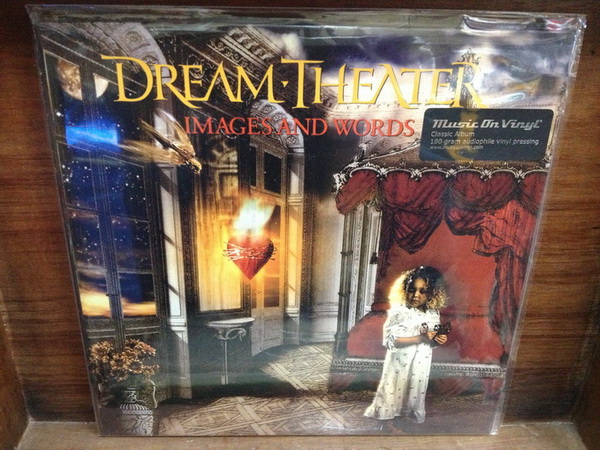 DREAM·THEATER
IMAGES AND WORDS
Music On Vinyl
Classic Album
180 gram audiophile vinyl pressing